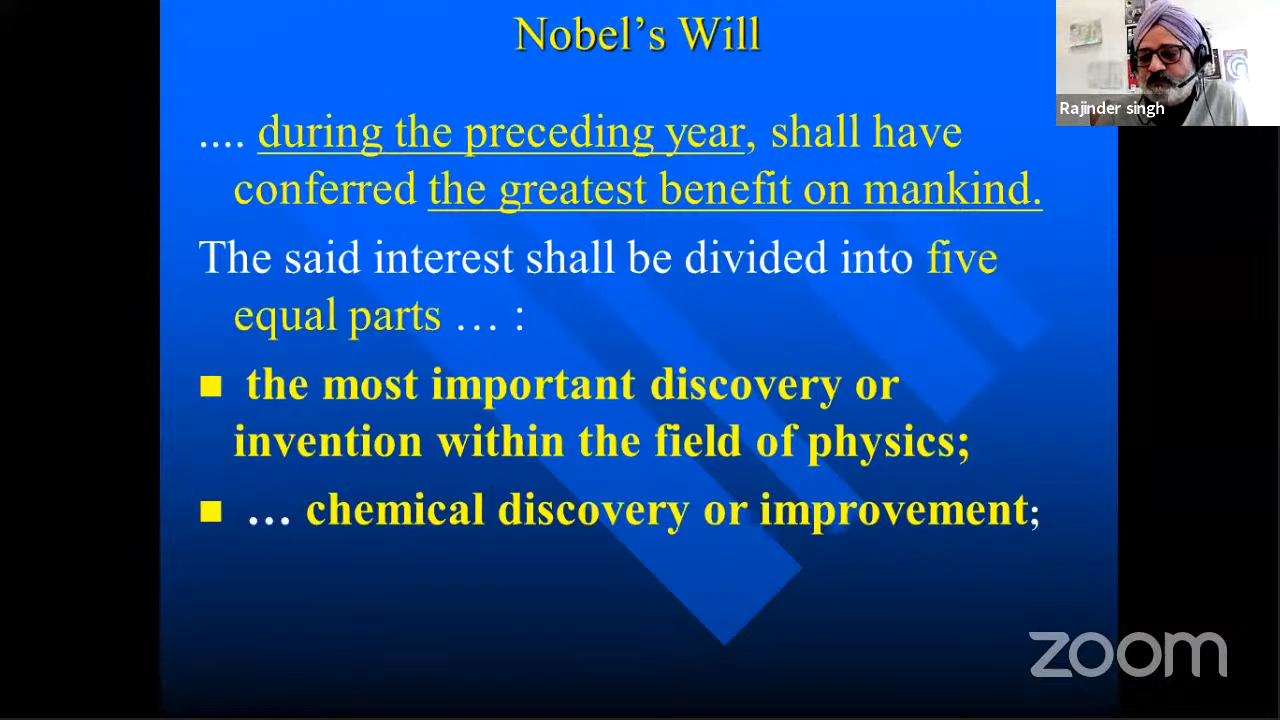 Nobel's Will
Rajinder singh
.... during the preceding year, shall have
conferred the greatest benefit on mankind.
The said interest shall be divided into five
equal parts … :
■ the most important discovery or
invention within the field of physics;
■ … chemical discovery or improvement;
zoom